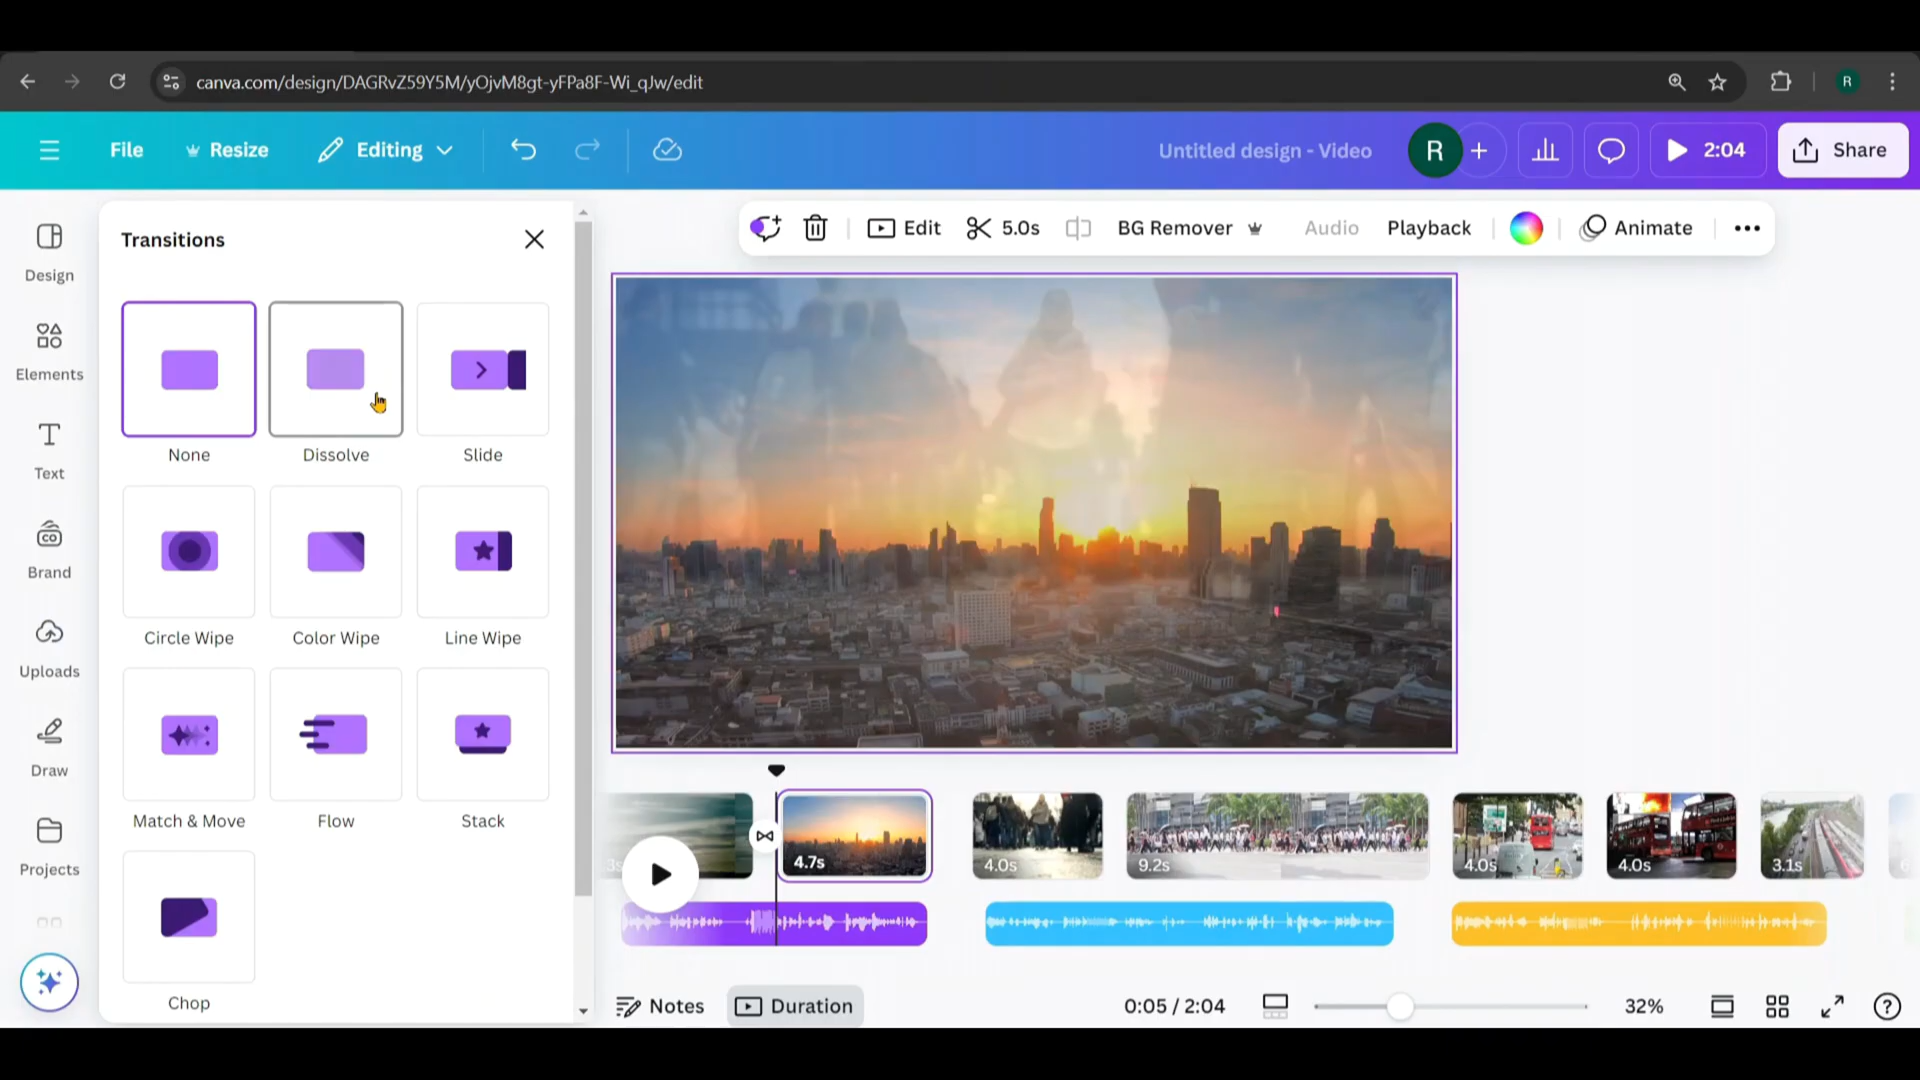 canva.com/design/DAGRvZ59Y5M/yOjvM8gt-yFPa8F-Wi_qJw/edit
R
File
Resize
Editing
Untitled design - Video
R
2:04
Share
Design
Elements
Text
Brand
Uploads
Draw
Projects
Transitions
None
Dissolve
Slide
Circle Wipe
Color Wipe
Line Wipe
Match & Move
Flow
Stack
Chop
Edit
5.0s
BG Remover
Audio
Playback
Animate
4.7s
4.0s
9.2s
4.0s
4.0s
3.1s
Notes
Duration
0:05 / 2:04
32%